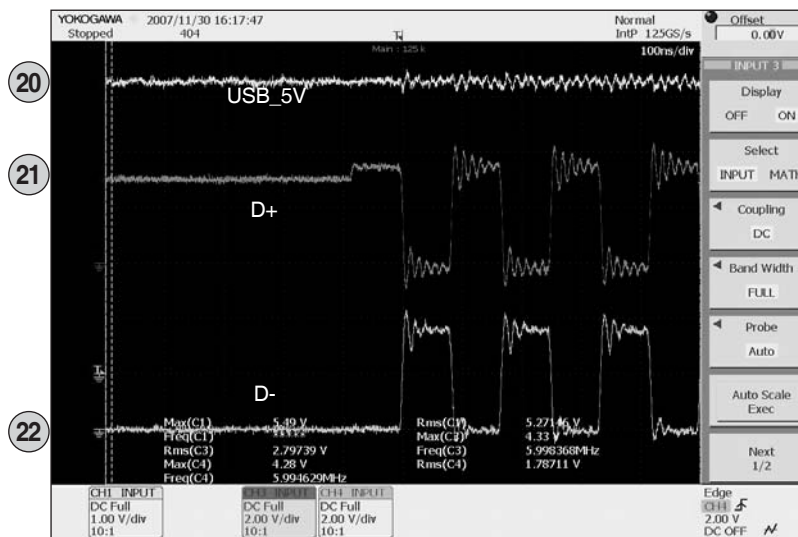 YOKOGAWA 2007/11/30 16:17:47 Normal
Stopped 404 IntP 125GS/s
Main : 125 k 100ns/div
Offset
0.00V
INPUT 3
Display
OFF ON
Select
INPUT MATH
Coupling
DC
Band Width
FULL
Probe
Auto
Auto Scale
Exec
Next
1/2
20
USB_5V
21
D+
D-
22
Max(C1) 5.49 V Rms(C1)
Freq(C1) ***** Max(C3) 4.33 V
Rms(C3) 2.79739 V Freq(C3) 5.998368MHz
Max(C4) 4.28 V Rms(C4) 1.78711 V
Freq(C4) 5.994629MHz
CH1 INPUT CH3 INPUT CH4 INPUT
DC Full DC Full DC Full
1.00 V/div 2.00 V/div 2.00 V/div
10:1 10:1 10:1
Edge
CH4
2.00 V
DC OFF